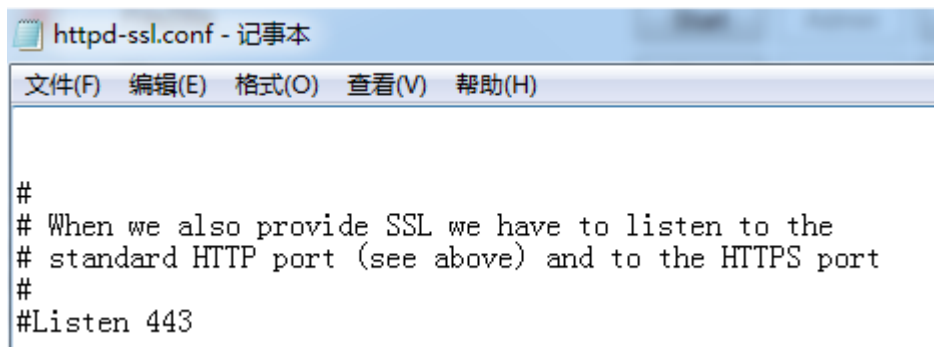 httpd-ssl.conf - 记事本
文件(F) 编辑(E) 格式(O) 查看(V) 帮助(H)
#
# When we also provide SSL we have to listen to the
# standard HTTP port (see above) and to the HTTPS port
#
#Listen 443